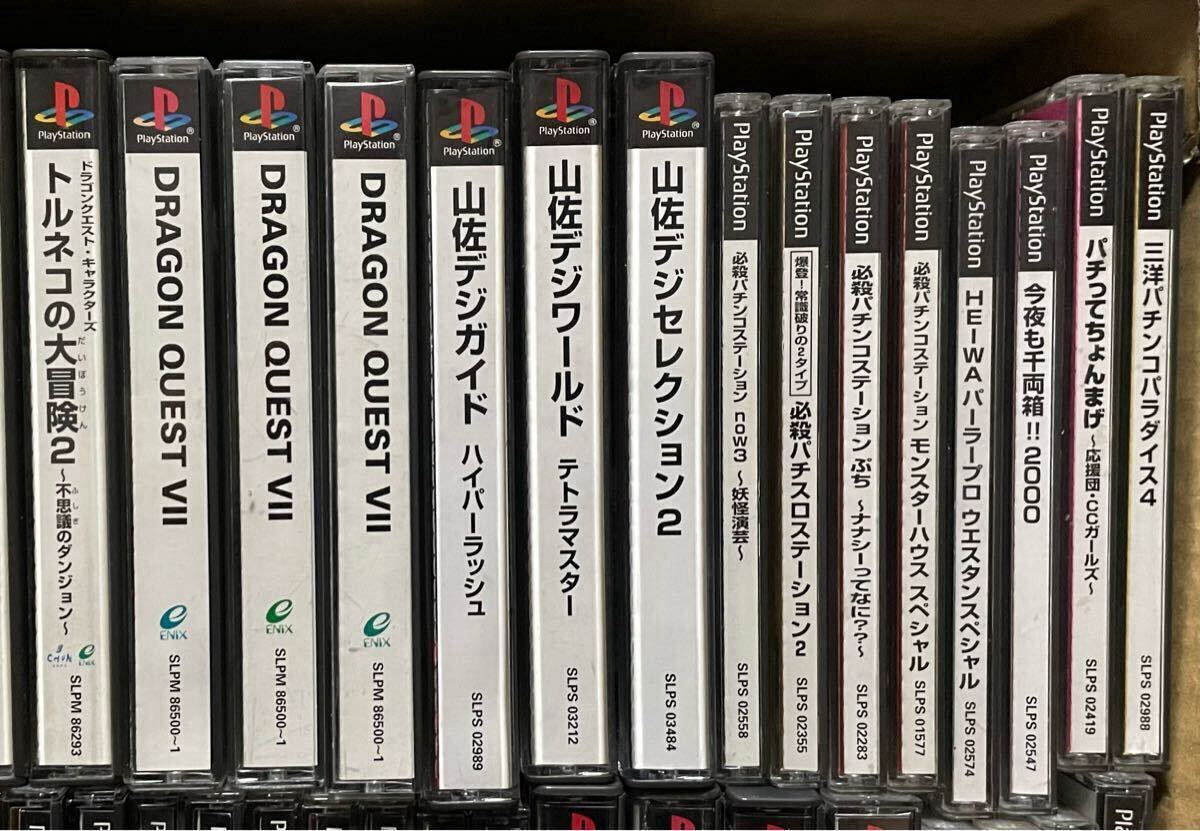 PlayStation
ドラゴンクエスト・キャラクターズ
トルネコの大冒険2
だいぼうけん
～不思議のダンジョン～
ふしぎ
CHUN
ENIX
SLPM 86293
PlayStation
DRAGON QUEST VII
ENIX
SLPM 86500~1
PlayStation
DRAGON QUEST VII
ENIX
SLPM 86500~1
PlayStation
DRAGON QUEST VII
ENIX
SLPM 86500~1
PlayStation
山佐デジガイド ハイパーラッシュ
SLPS 02989
PlayStation
山佐デジワールド テトラマスター
SLPS 03212
PlayStation
山佐デジセレクション2
SLPS 03484
PlayStation
必殺パチンコステーション now3 ～妖怪演芸～
SLPS 02558
PlayStation
爆登！常識破りの2タイプ
必殺パチスロステーション2
SLPS 02355
PlayStation
必殺パチンコステーション ぷち ～ナナシーってなに??～
SLPS 02283
PlayStation
必殺パチンコステーション モンスターハウス スペシャル
SLPS 01577
PlayStation
HEIWA パーラープロ ウエスタンスペシャル
SLPS 02574
PlayStation
今夜も千両箱!! 2000
SLPS 02547
PlayStation
パチってちょんまげ ～応援団・CCガールズ～
SLPS 02419
PlayStation
三洋パチンコパラダイス4
SLPS 02988